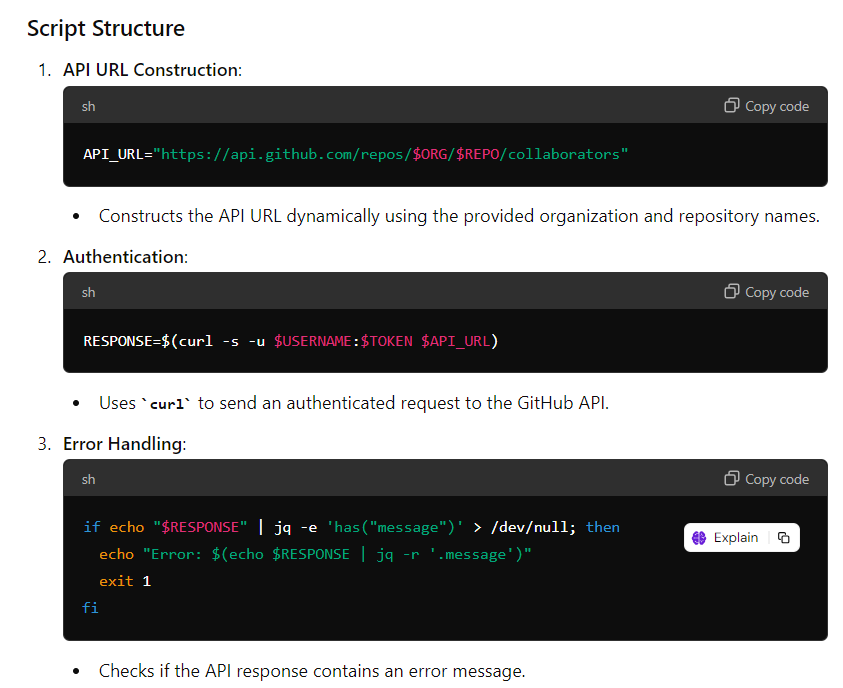 Script Structure
1. API URL Construction:
sh
Copy code
API_URL="https://api.github.com/repos/$ORG/$REPO/collaborators"
• Constructs the API URL dynamically using the provided organization and repository names.
2. Authentication:
sh
Copy code
RESPONSE=$(curl -s -u $USERNAME:$TOKEN $API_URL)
• Uses `curl` to send an authenticated request to the GitHub API.
3. Error Handling:
sh
Copy code
if echo "$RESPONSE" | jq -e 'has("message")' > /dev/null; then
Explain
  echo "Error: $(echo $RESPONSE | jq -r '.message')"
  exit 1
fi
• Checks if the API response contains an error message.